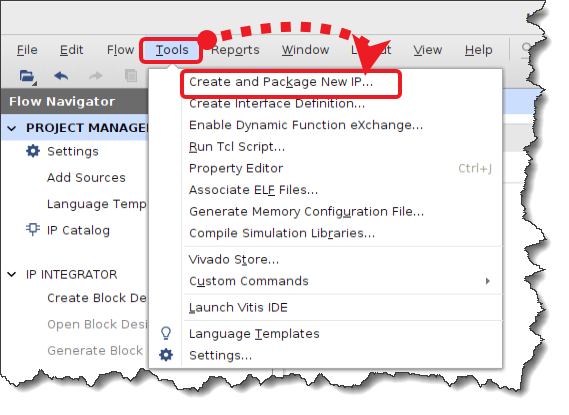 File Edit Flow Tools Reports Window Layout View Help
Flow Navigator
PROJECT MANAGE
Settings
Add Sources
Language Temp
IP Catalog
IP INTEGRATOR
Create Block De
Open Block Desi
Generate Block
Create and Package New IP...
Create Interface Definition...
Enable Dynamic Function eXchange...
Run Tcl Script...
Property Editor Ctrl+J
Associate ELF Files...
Generate Memory Configuration File...
Compile Simulation Libraries...
Vivado Store...
Custom Commands
Launch Vitis IDE
Language Templates
Settings...